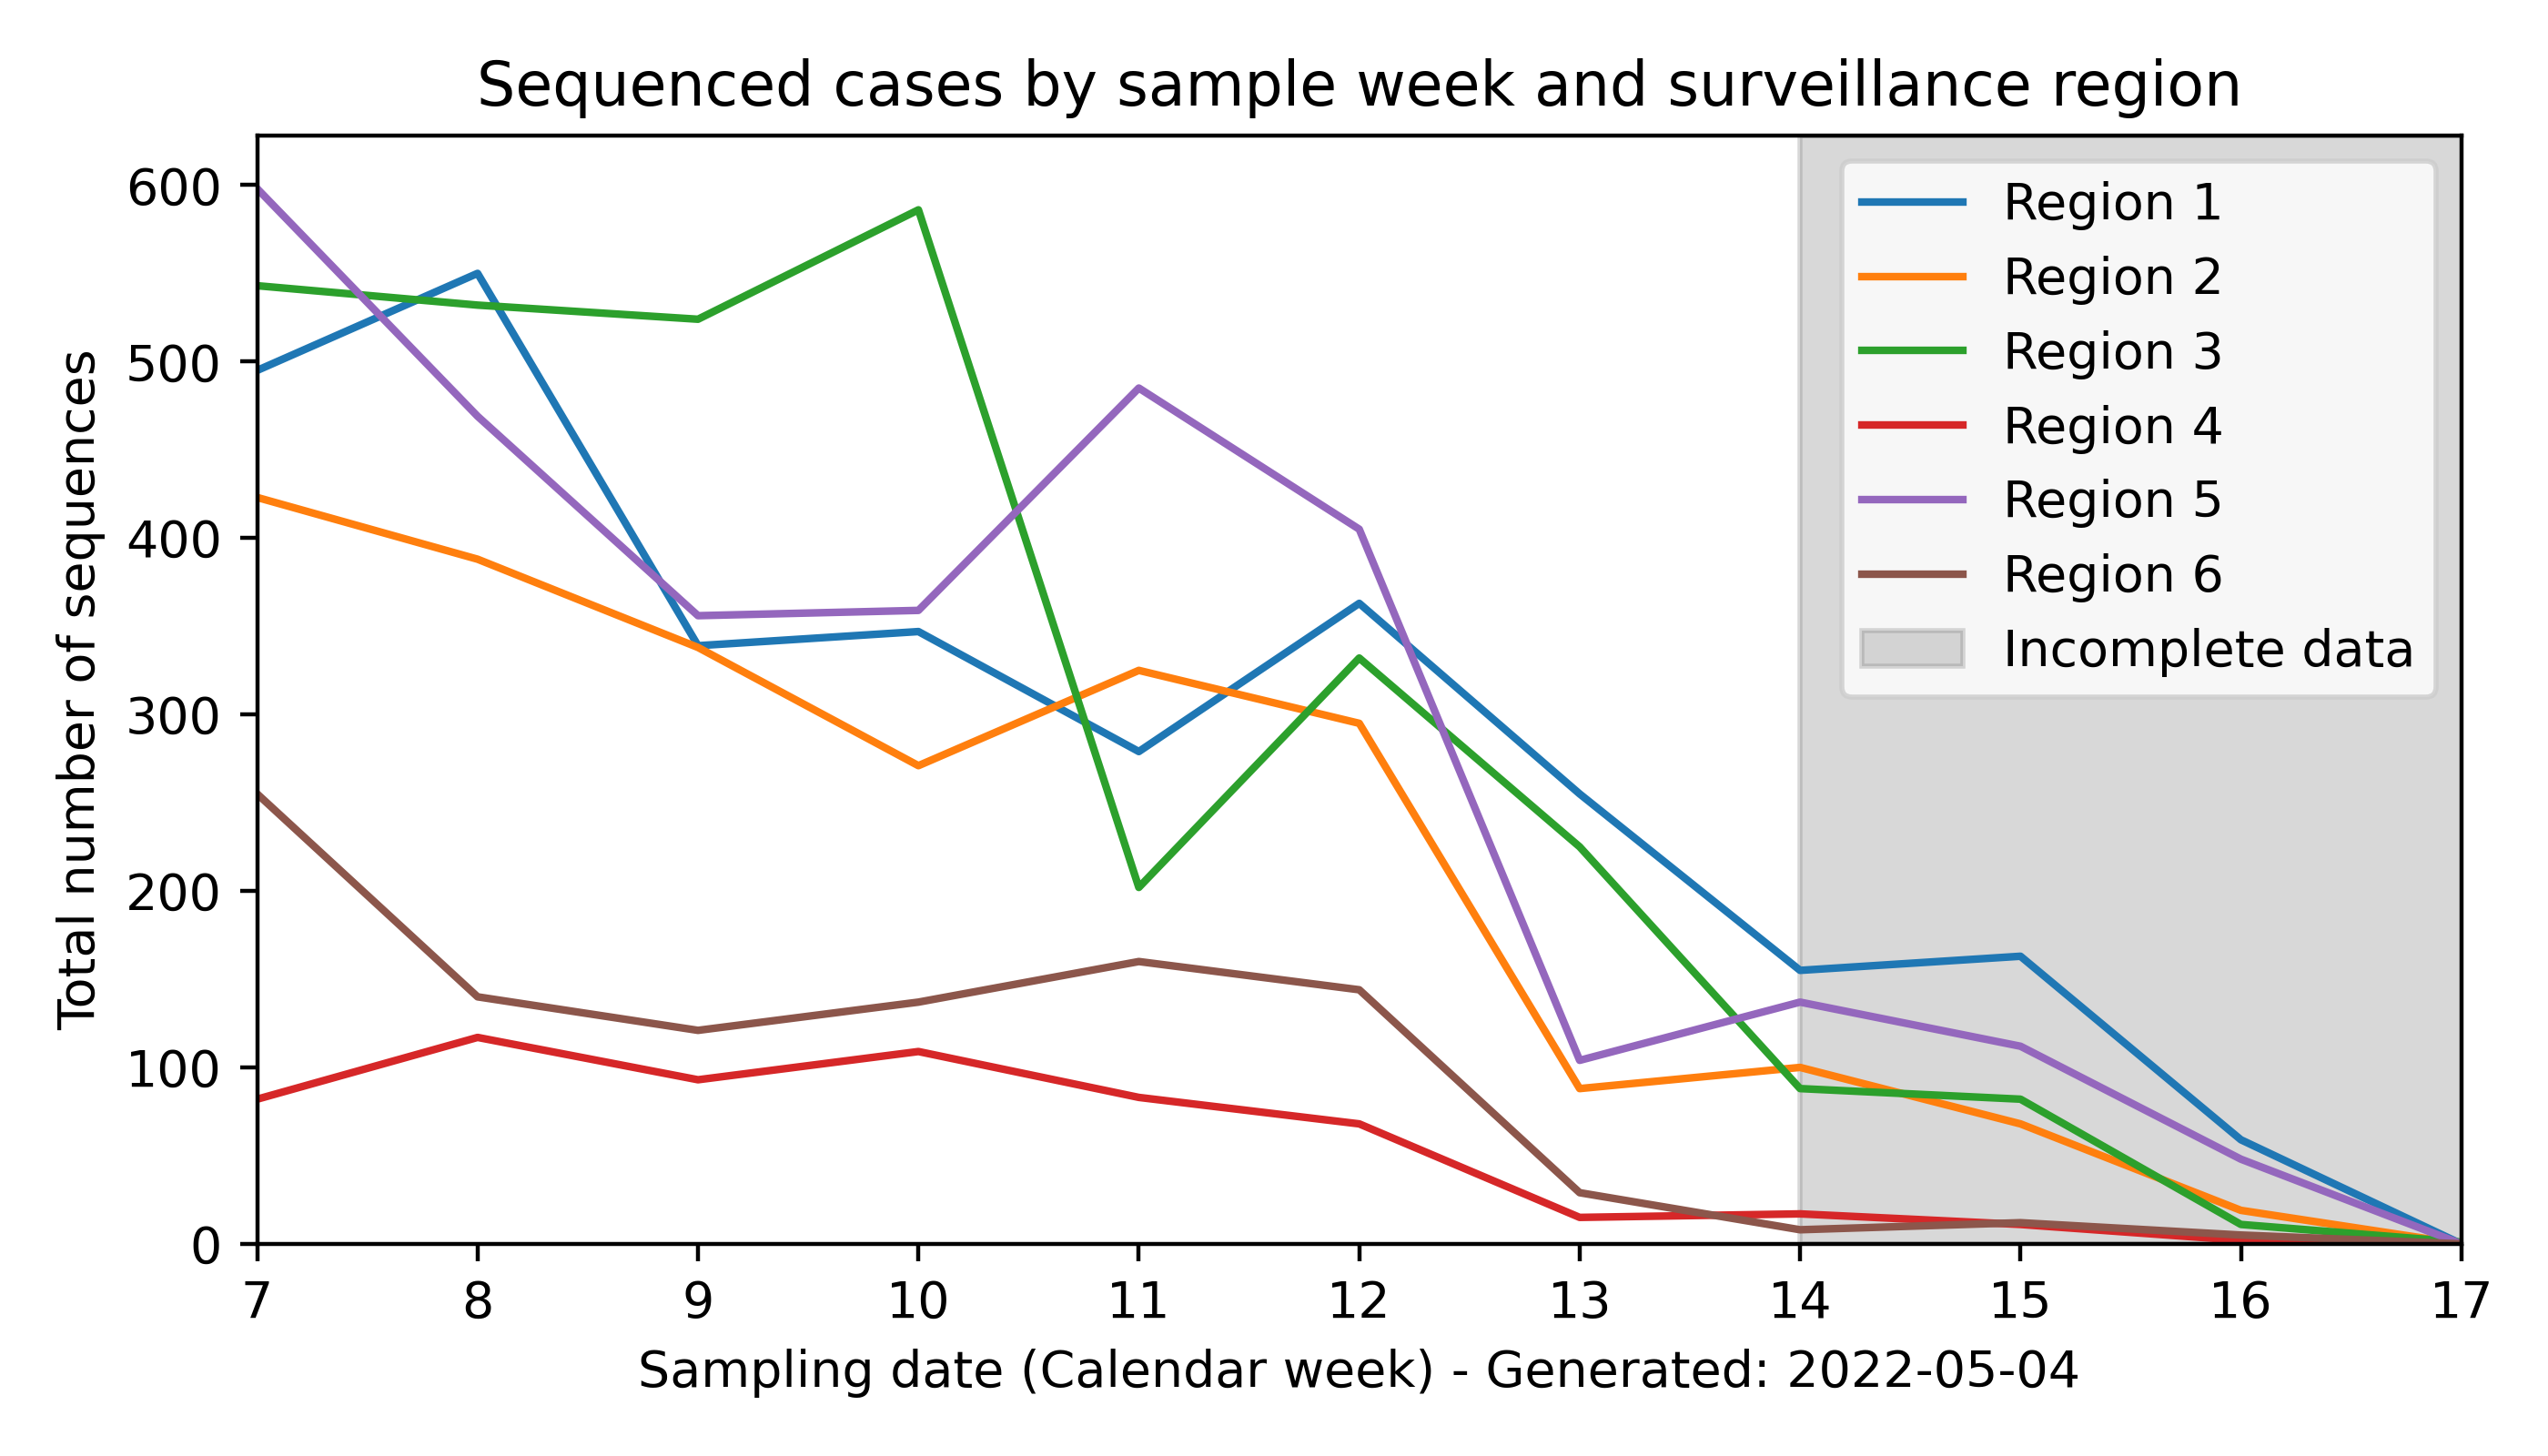 Sequenced cases by sample week and surveillance region
Total number of sequences
600
500
400
300
200
100
0
Region 1
Region 2
Region 3
Region 4
Region 5
Region 6
Incomplete data
7 8 9 10 11 12 13 14 15 16 17
Sampling date (Calendar week) - Generated: 2022-05-04